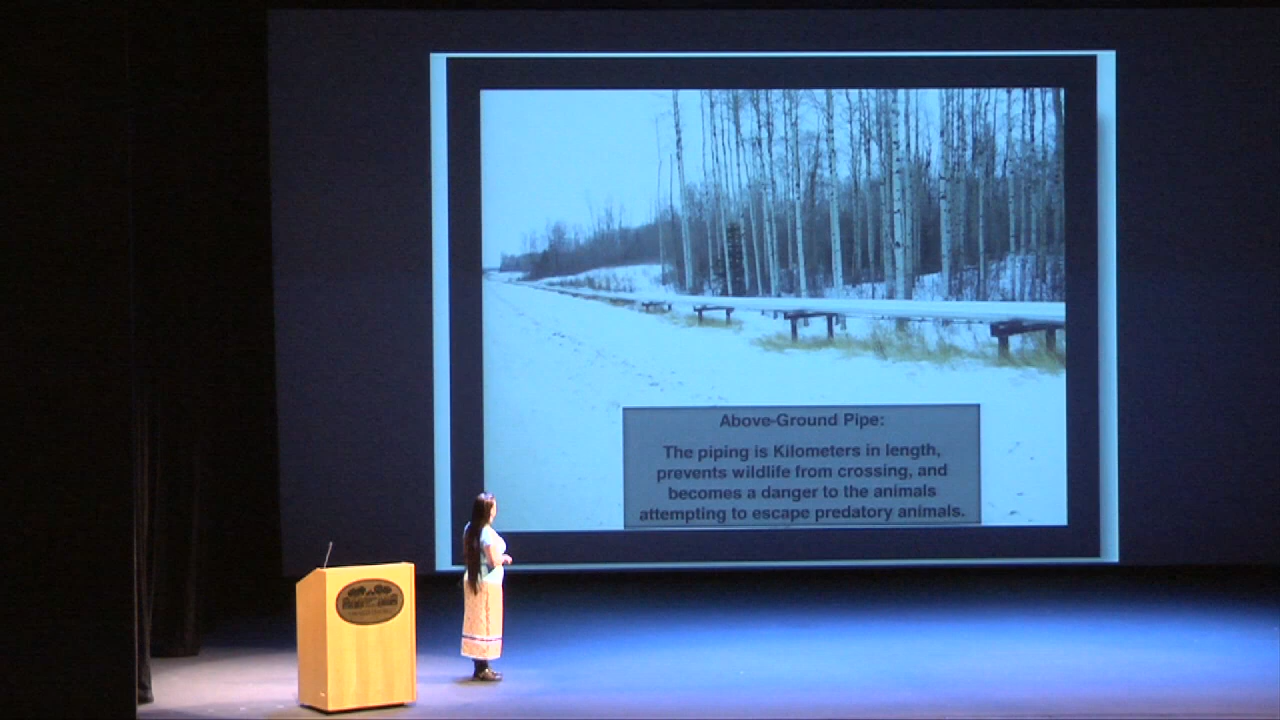 Above-Ground Pipe:
The piping is Kilometers in length,
prevents wildlife from crossing, and
becomes a danger to the animals
attempting to escape predatory animals.